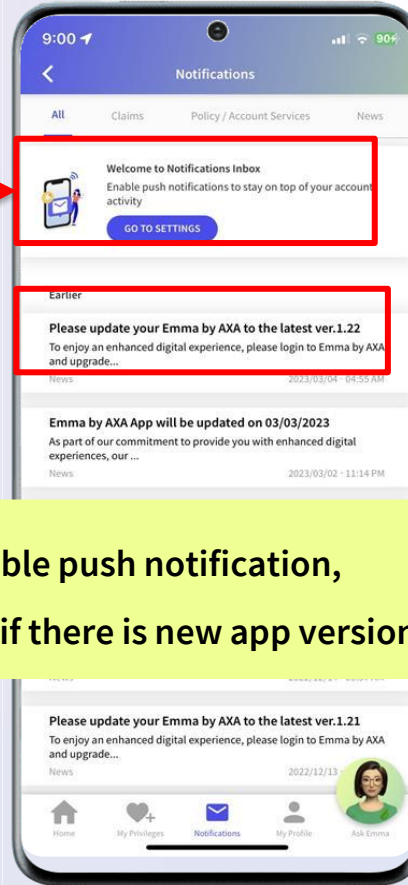 9:00
90
Notifications
All Claims Policy / Account Services News
Welcome to Notifications Inbox
Enable push notifications to stay on top of your account
activity
GO TO SETTINGS
Earlier
Please update your Emma by AXA to the latest ver.1.22
To enjoy an enhanced digital experience, please login to Emma by AXA
and upgrade...
News 2023/03/04 - 04:55 AM
Emma by AXA App will be updated on 03/03/2023
As part of our commitment to provide you with enhanced digital
experiences, our ...
News 2023/03/02 - 11:14 PM
ble push notification,
if there is new app version
Please update your Emma by AXA to the latest ver.1.21
To enjoy an enhanced digital experience, please login to Emma by AXA
and upgrade...
News 2022/12/13
Home My Privileges Notifications My Profile Ask Emma